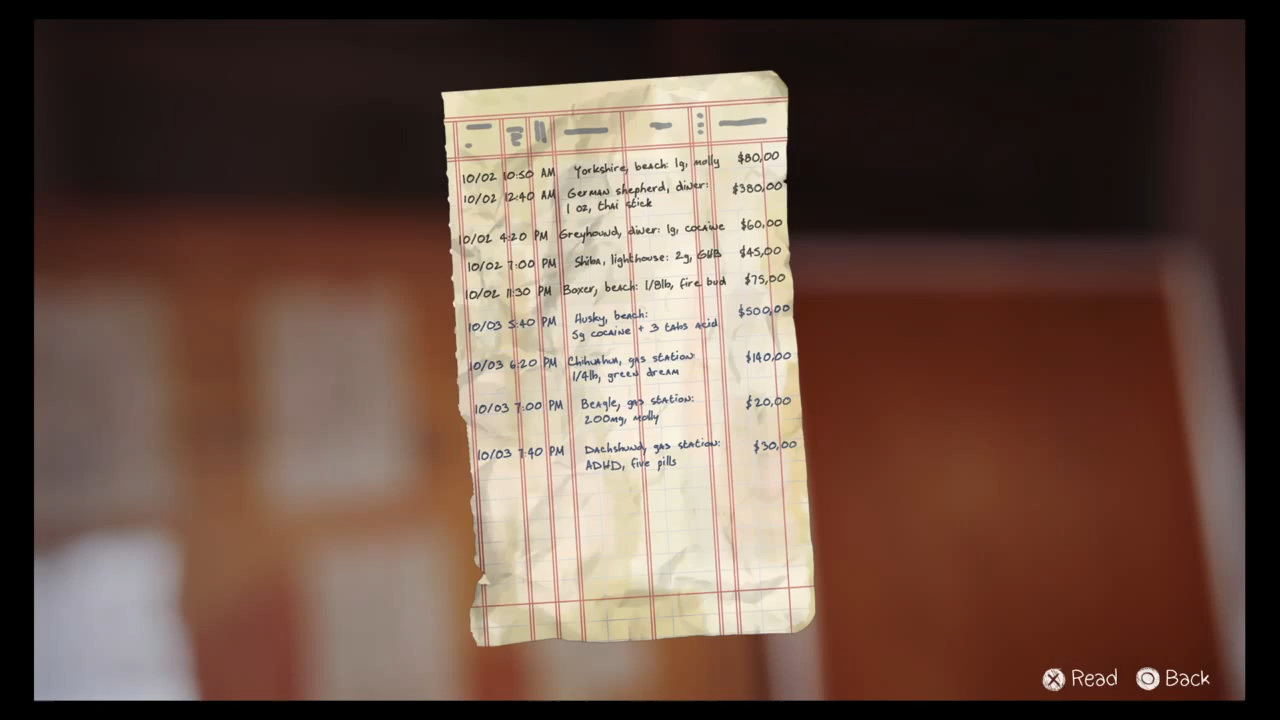 10/02 10:50 AM Yorkshire, beach: 1g, molly $80,00
10/02 12:40 AM German shepherd, diner: $380,00
1 oz, thai stick
10/02 4:20 PM Greyhound, diner: 1g, cocaine $60,00
10/02 7:00 PM Shiba, lighthouse: 2g, GHB $45,00
10/02 11:30 PM Boxer, beach: 1/8lb, fire bud $75,00
10/03 5:40 PM Husky, beach: $500,00
5g cocaine + 3 tabs acid
10/03 6:20 PM Chihuahua, gas station: $140,00
1/4lb, green dream
10/03 7:00 PM Beagle, gas station: $20,00
200mg, molly
10/03 7:40 PM Dachshund, gas station: $30,00
ADHD, five pills
Read Back